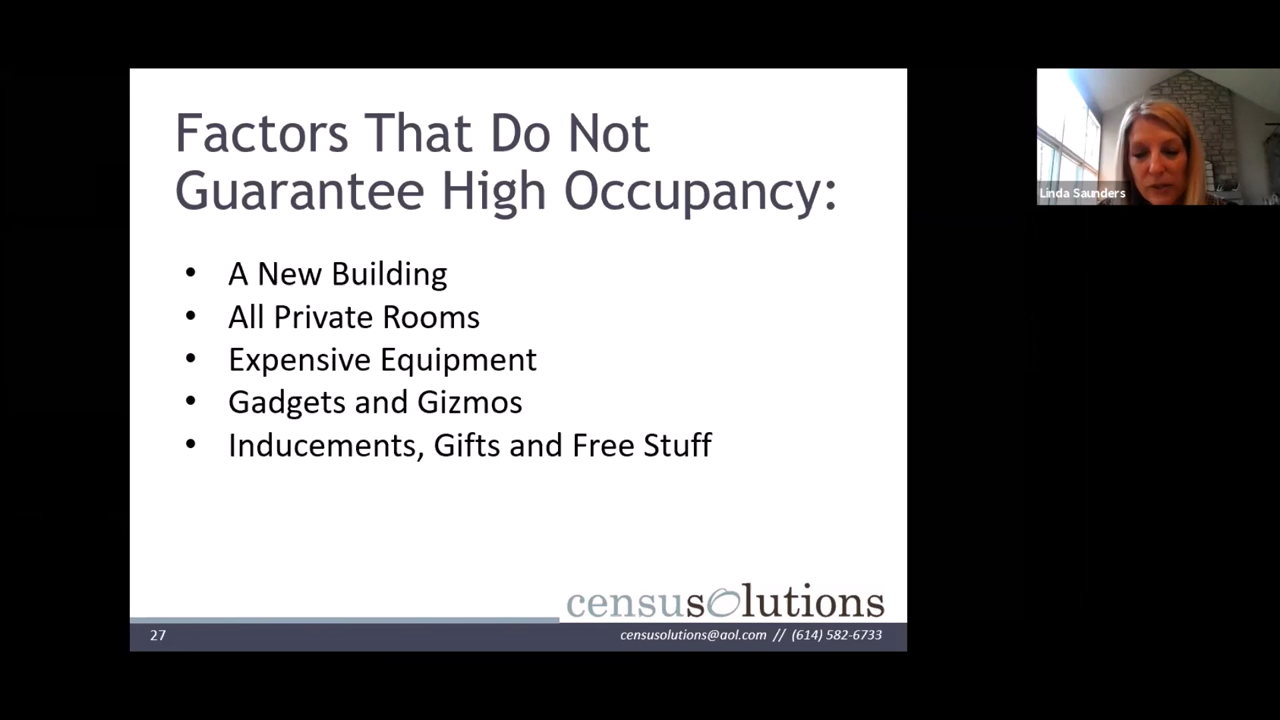 Factors That Do Not
Guarantee High Occupancy:
• A New Building
• All Private Rooms
• Expensive Equipment
• Gadgets and Gizmos
• Inducements, Gifts and Free Stuff
censusolutions
27
censusolutions@aol.com // (614) 582-6733
Linda Saunders